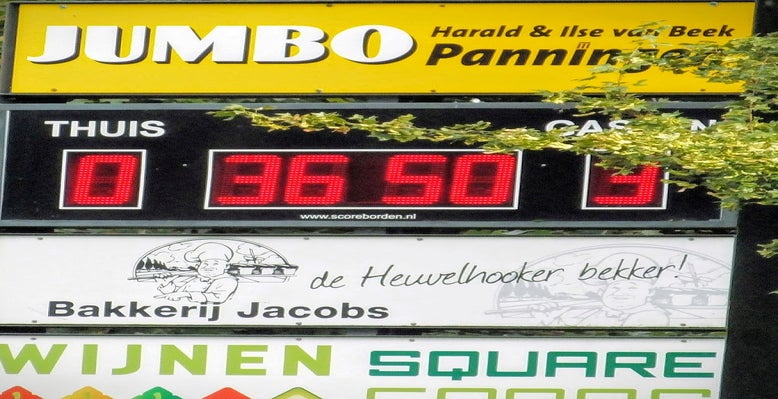 JUMBO
Harald & Ilse van Beek
Panningen
THUIS
0 36 50
www.scoreborden.nl
de Heuvelhooker bekker!
Bakkerij Jacobs
WIJNEN SQUARE